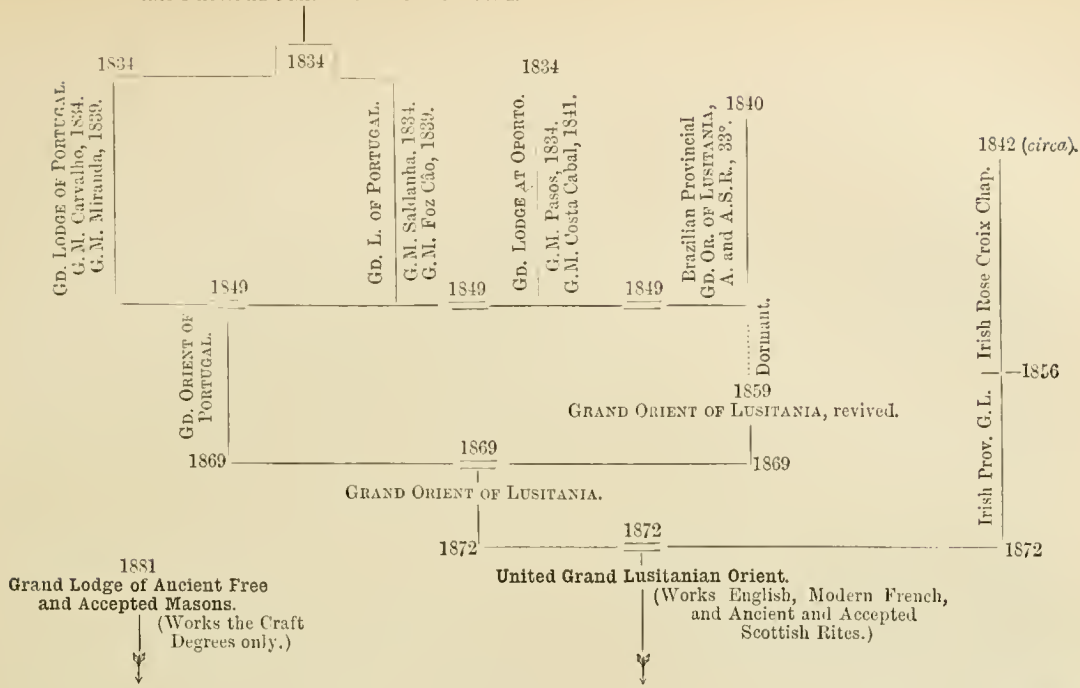 1834
1834
1834
GD. LODGE OF PORTUGAL.
G.M. Carvalho, 1834.
G.M. Miranda, 1839.
GD. L. OF PORTUGAL.
G.M. Saldanha, 1834.
G.M. Foz Câo, 1839.
GD. LODGE AT OPORTO.
G.M. Pasos, 1834.
G.M. Costa Cabal, 1841.
1840
Brazilian Provincial
GD. OR. OF LUSITANIA,
A. and A.S.R., 33°.
1842 (circa).
Irish Rose Croix Chap.
1849
1849
1849
GD. ORIENT OF
PORTUGAL.
Dormant.
1856
1859
GRAND ORIENT OF LUSITANIA, revived.
Irish Prov. G.L.
1869
1869
1869
GRAND ORIENT OF LUSITANIA.
1872
1872
1872
1881
Grand Lodge of Ancient Free
and Accepted Masons.
(Works the Craft
Degrees only.)
United Grand Lusitanian Orient.
(Works English, Modern French,
and Ancient and Accepted
Scottish Rites.)